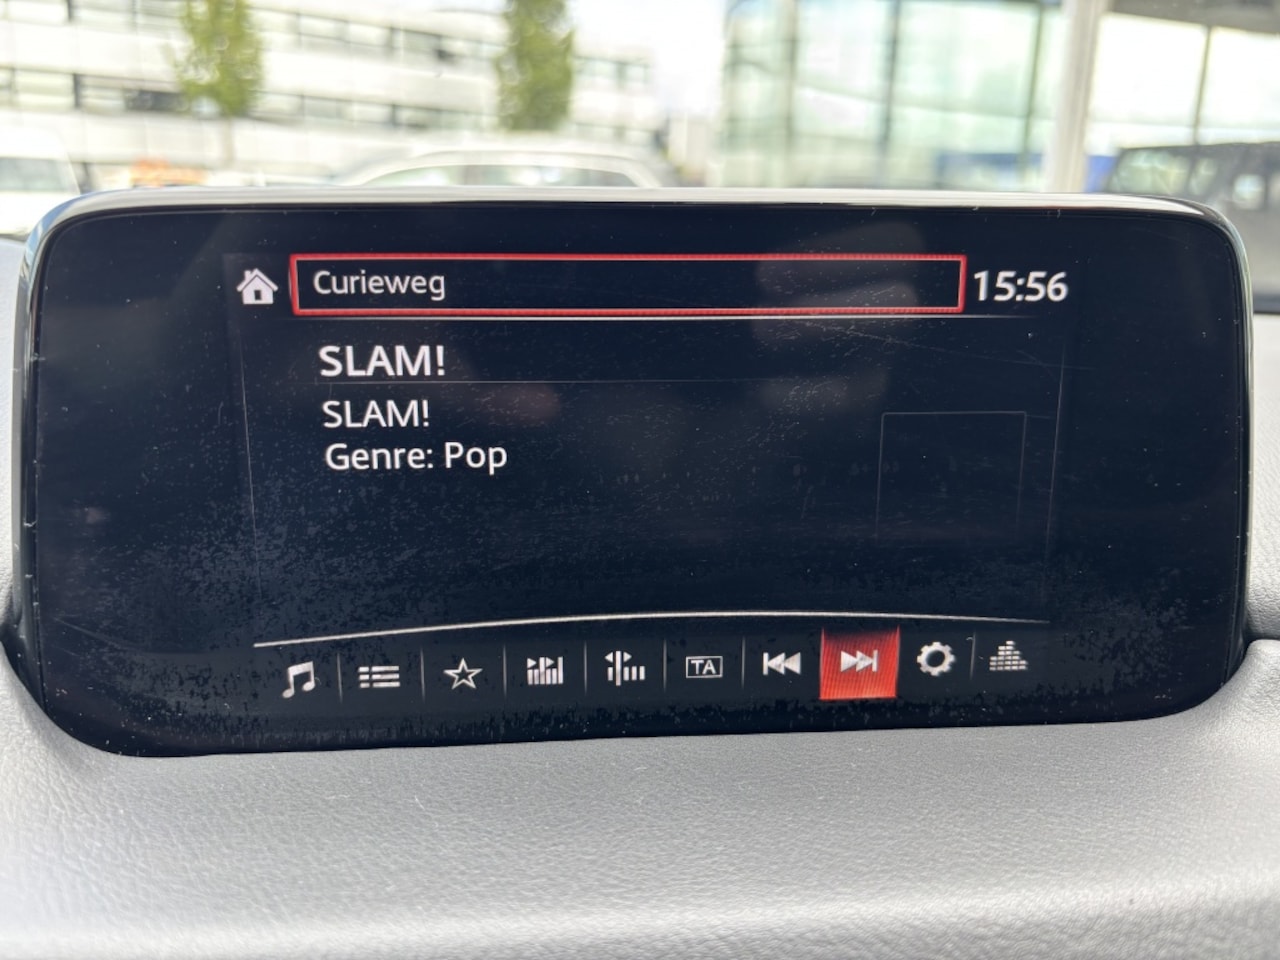 Curieweg
15:56
SLAM!
SLAM!
Genre: Pop
TA